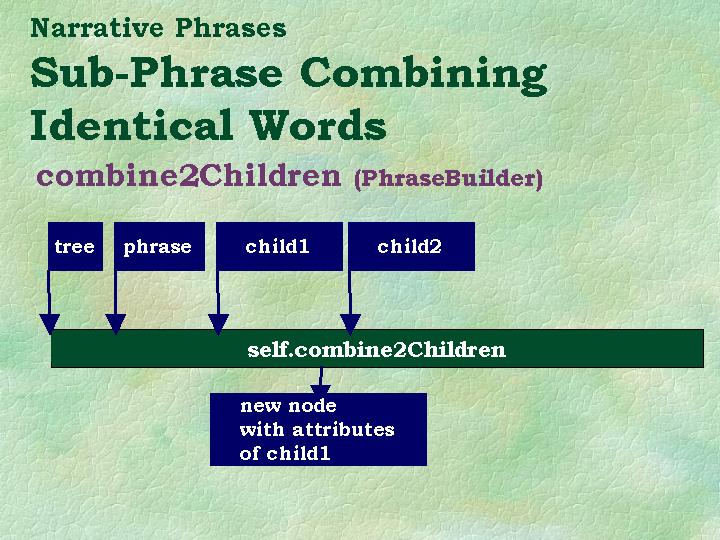 Narrative Phrases
Sub-Phrase Combining
Identical Words
combine2Children (PhraseBuilder)
tree phrase child1 child2
self.combine2Children
new node
with attributes
of child1